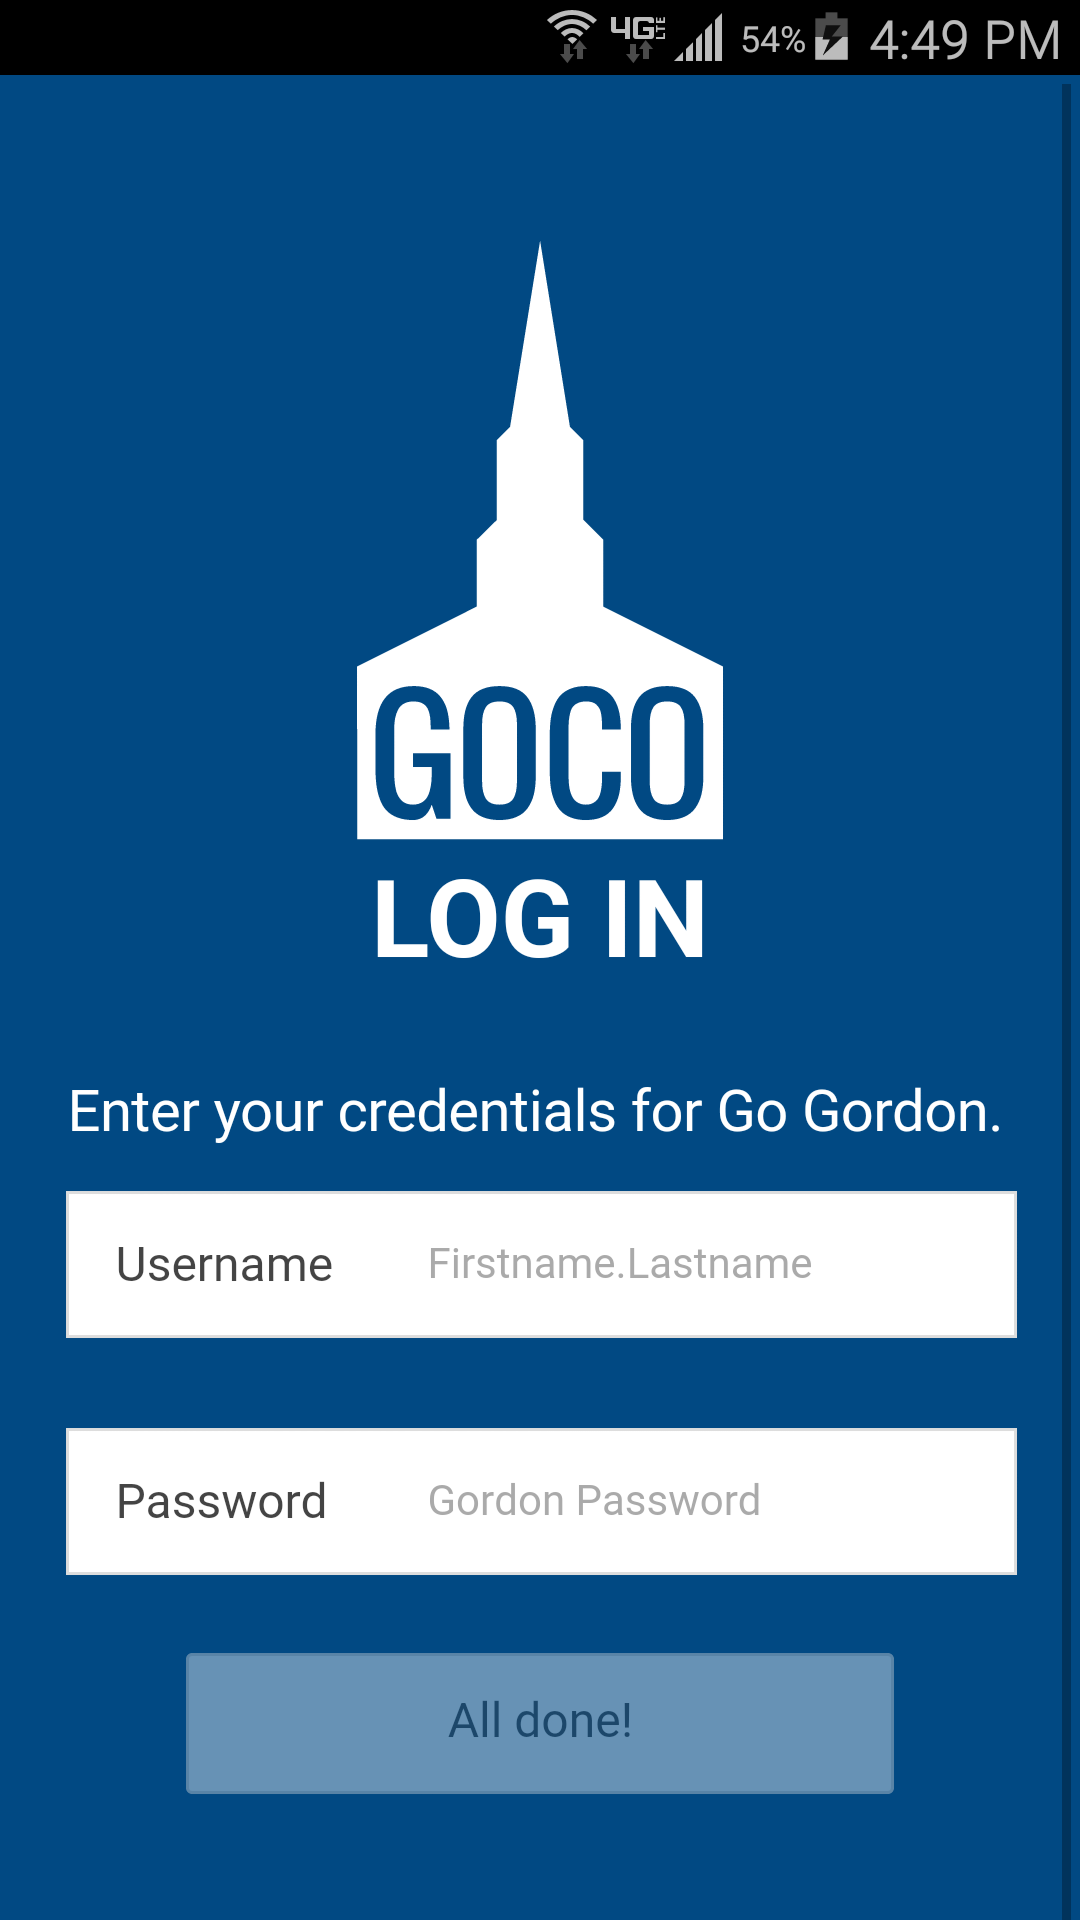 4G LTE 54% 4:49 PM
GOCO
LOG IN
Enter your credentials for Go Gordon.
Username Firstname.Lastname
Password Gordon Password
All done!